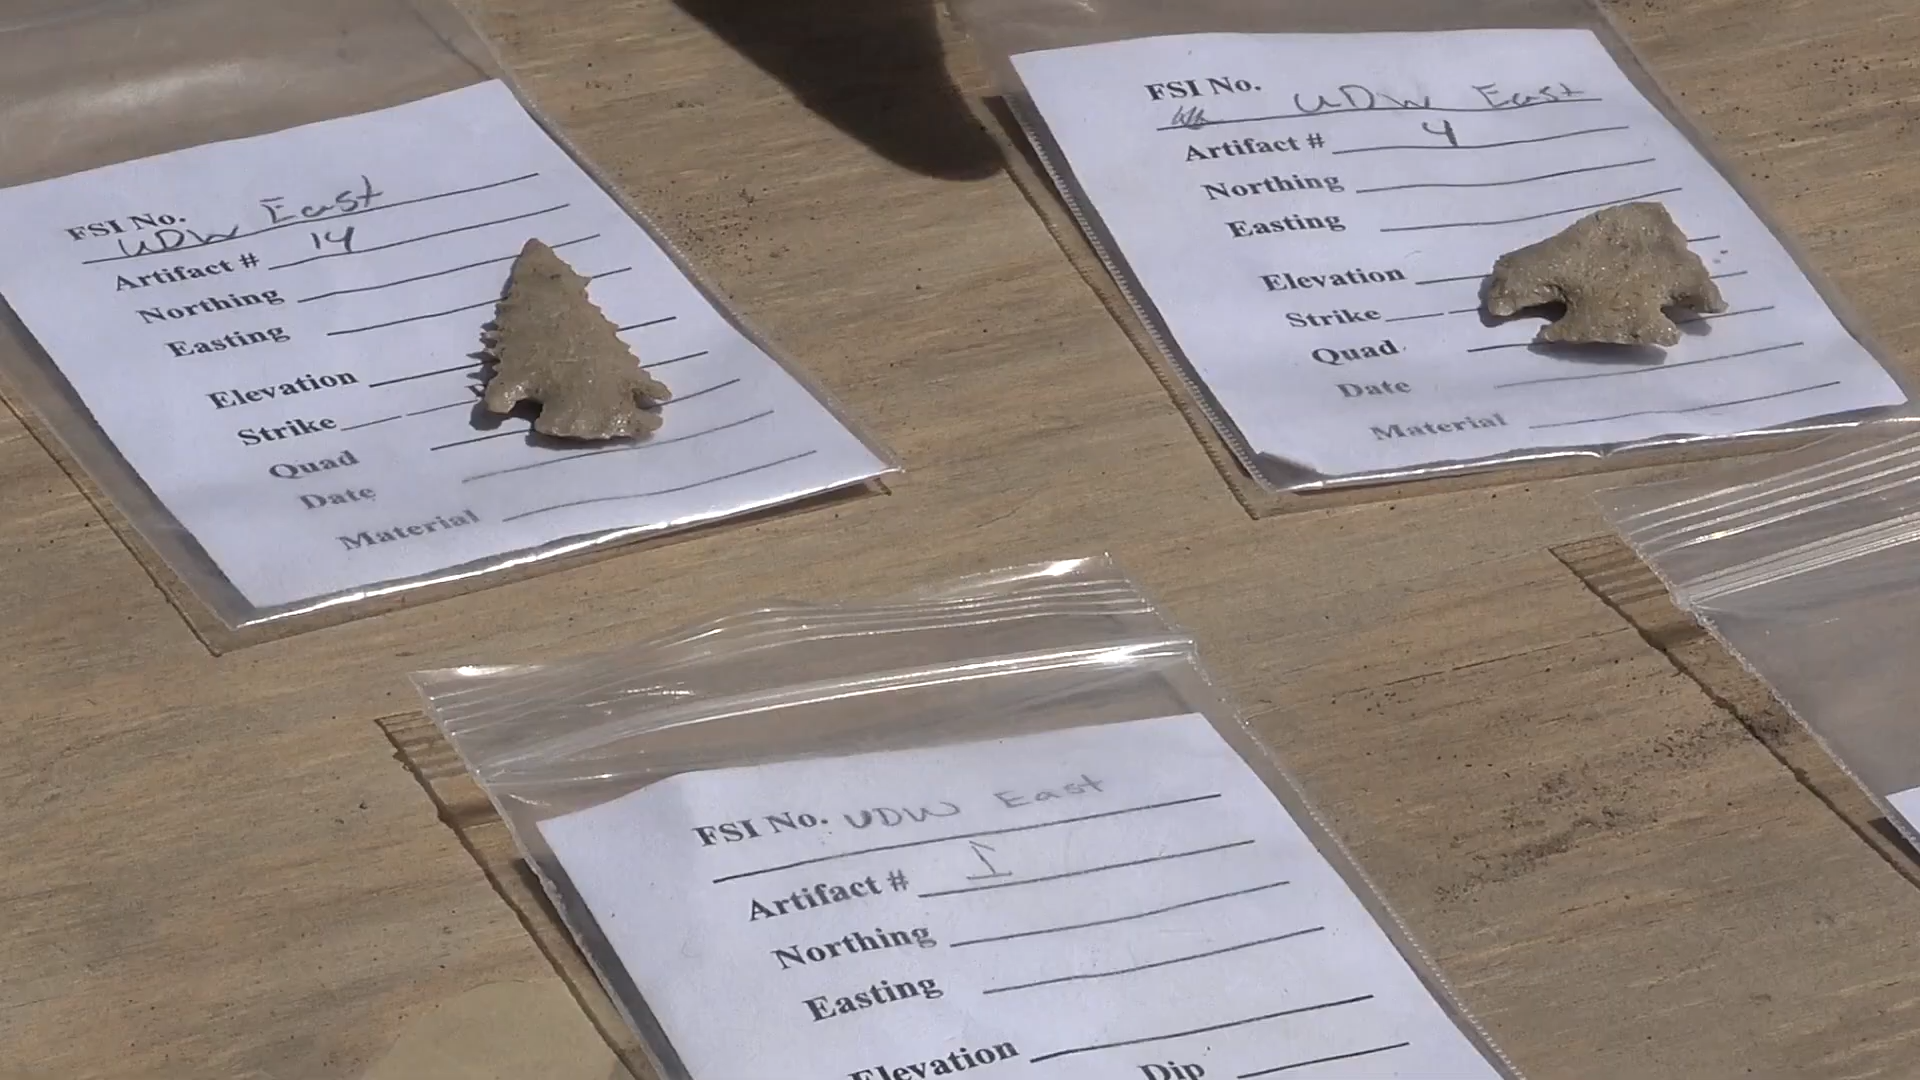 FSI No.
UDW East
Artifact # 14
Northing
Easting
Elevation
Strike
Quad
Date
Material
FSI No.
UDW East
Artifact # 4
Northing
Easting
Elevation
Strike
Quad
Date
Material
FSI No. UDW East
Artifact # 1
Northing
Easting
Elevation
Dip